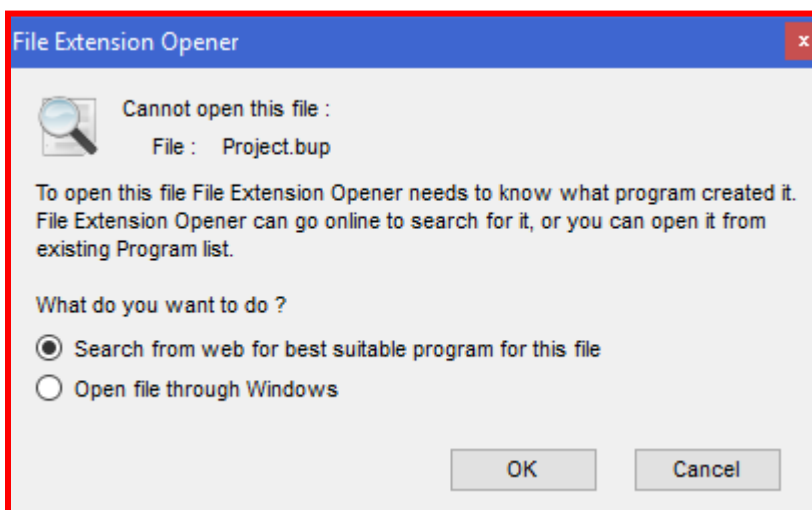 File Extension Opener
x
Cannot open this file :
File : Project.bup
To open this file File Extension Opener needs to know what program created it.
File Extension Opener can go online to search for it, or you can open it from
existing Program list.
What do you want to do ?
Search from web for best suitable program for this file
Open file through Windows
OK Cancel